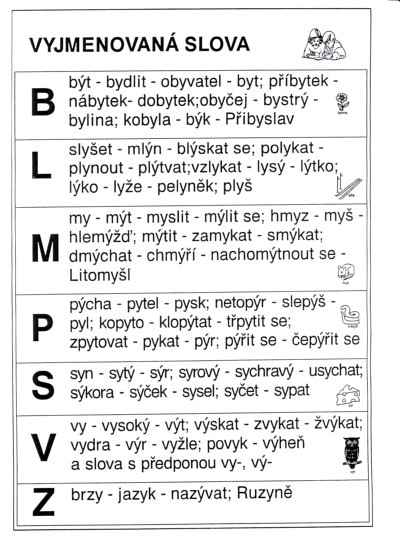 VYJMENOVANÁ SLOVA
B
být - bydlit - obyvatel - byt; příbytek -
nábytek- dobytek;obyčej - bystrý -
bylina; kobyla - býk - Přibyslav
L
slyšet - mlýn - blýskat se; polykat -
plynout - plýtvat;vzlykat - lysý - lýtko;
lýko - lyže - pelyněk; plyš
M
my - mýt - myslit - mýlit se; hmyz - myš -
hlemýžď; mýtit - zamykat - smýkat;
dmýchat - chmýří - nachomýtnout se -
Litomyšl
P
pýcha - pytel - pysk; netopýr - slepýš -
pyl; kopyto - klopýtat - třpytit se;
zpytovat - pykat - pýr; pýřit se - čepýřit se
S
syn - sytý - sýr; syrový - sychravý - usychat;
sýkora - sýček - sysel; syčet - sypat
V
vy - vysoký - výt; výskat - zvykat - žvýkat;
vydra - výr - vyžle; povyk - výheň
a slova s předponou vy-, vý-
Z
brzy - jazyk - nazývat; Ruzyně